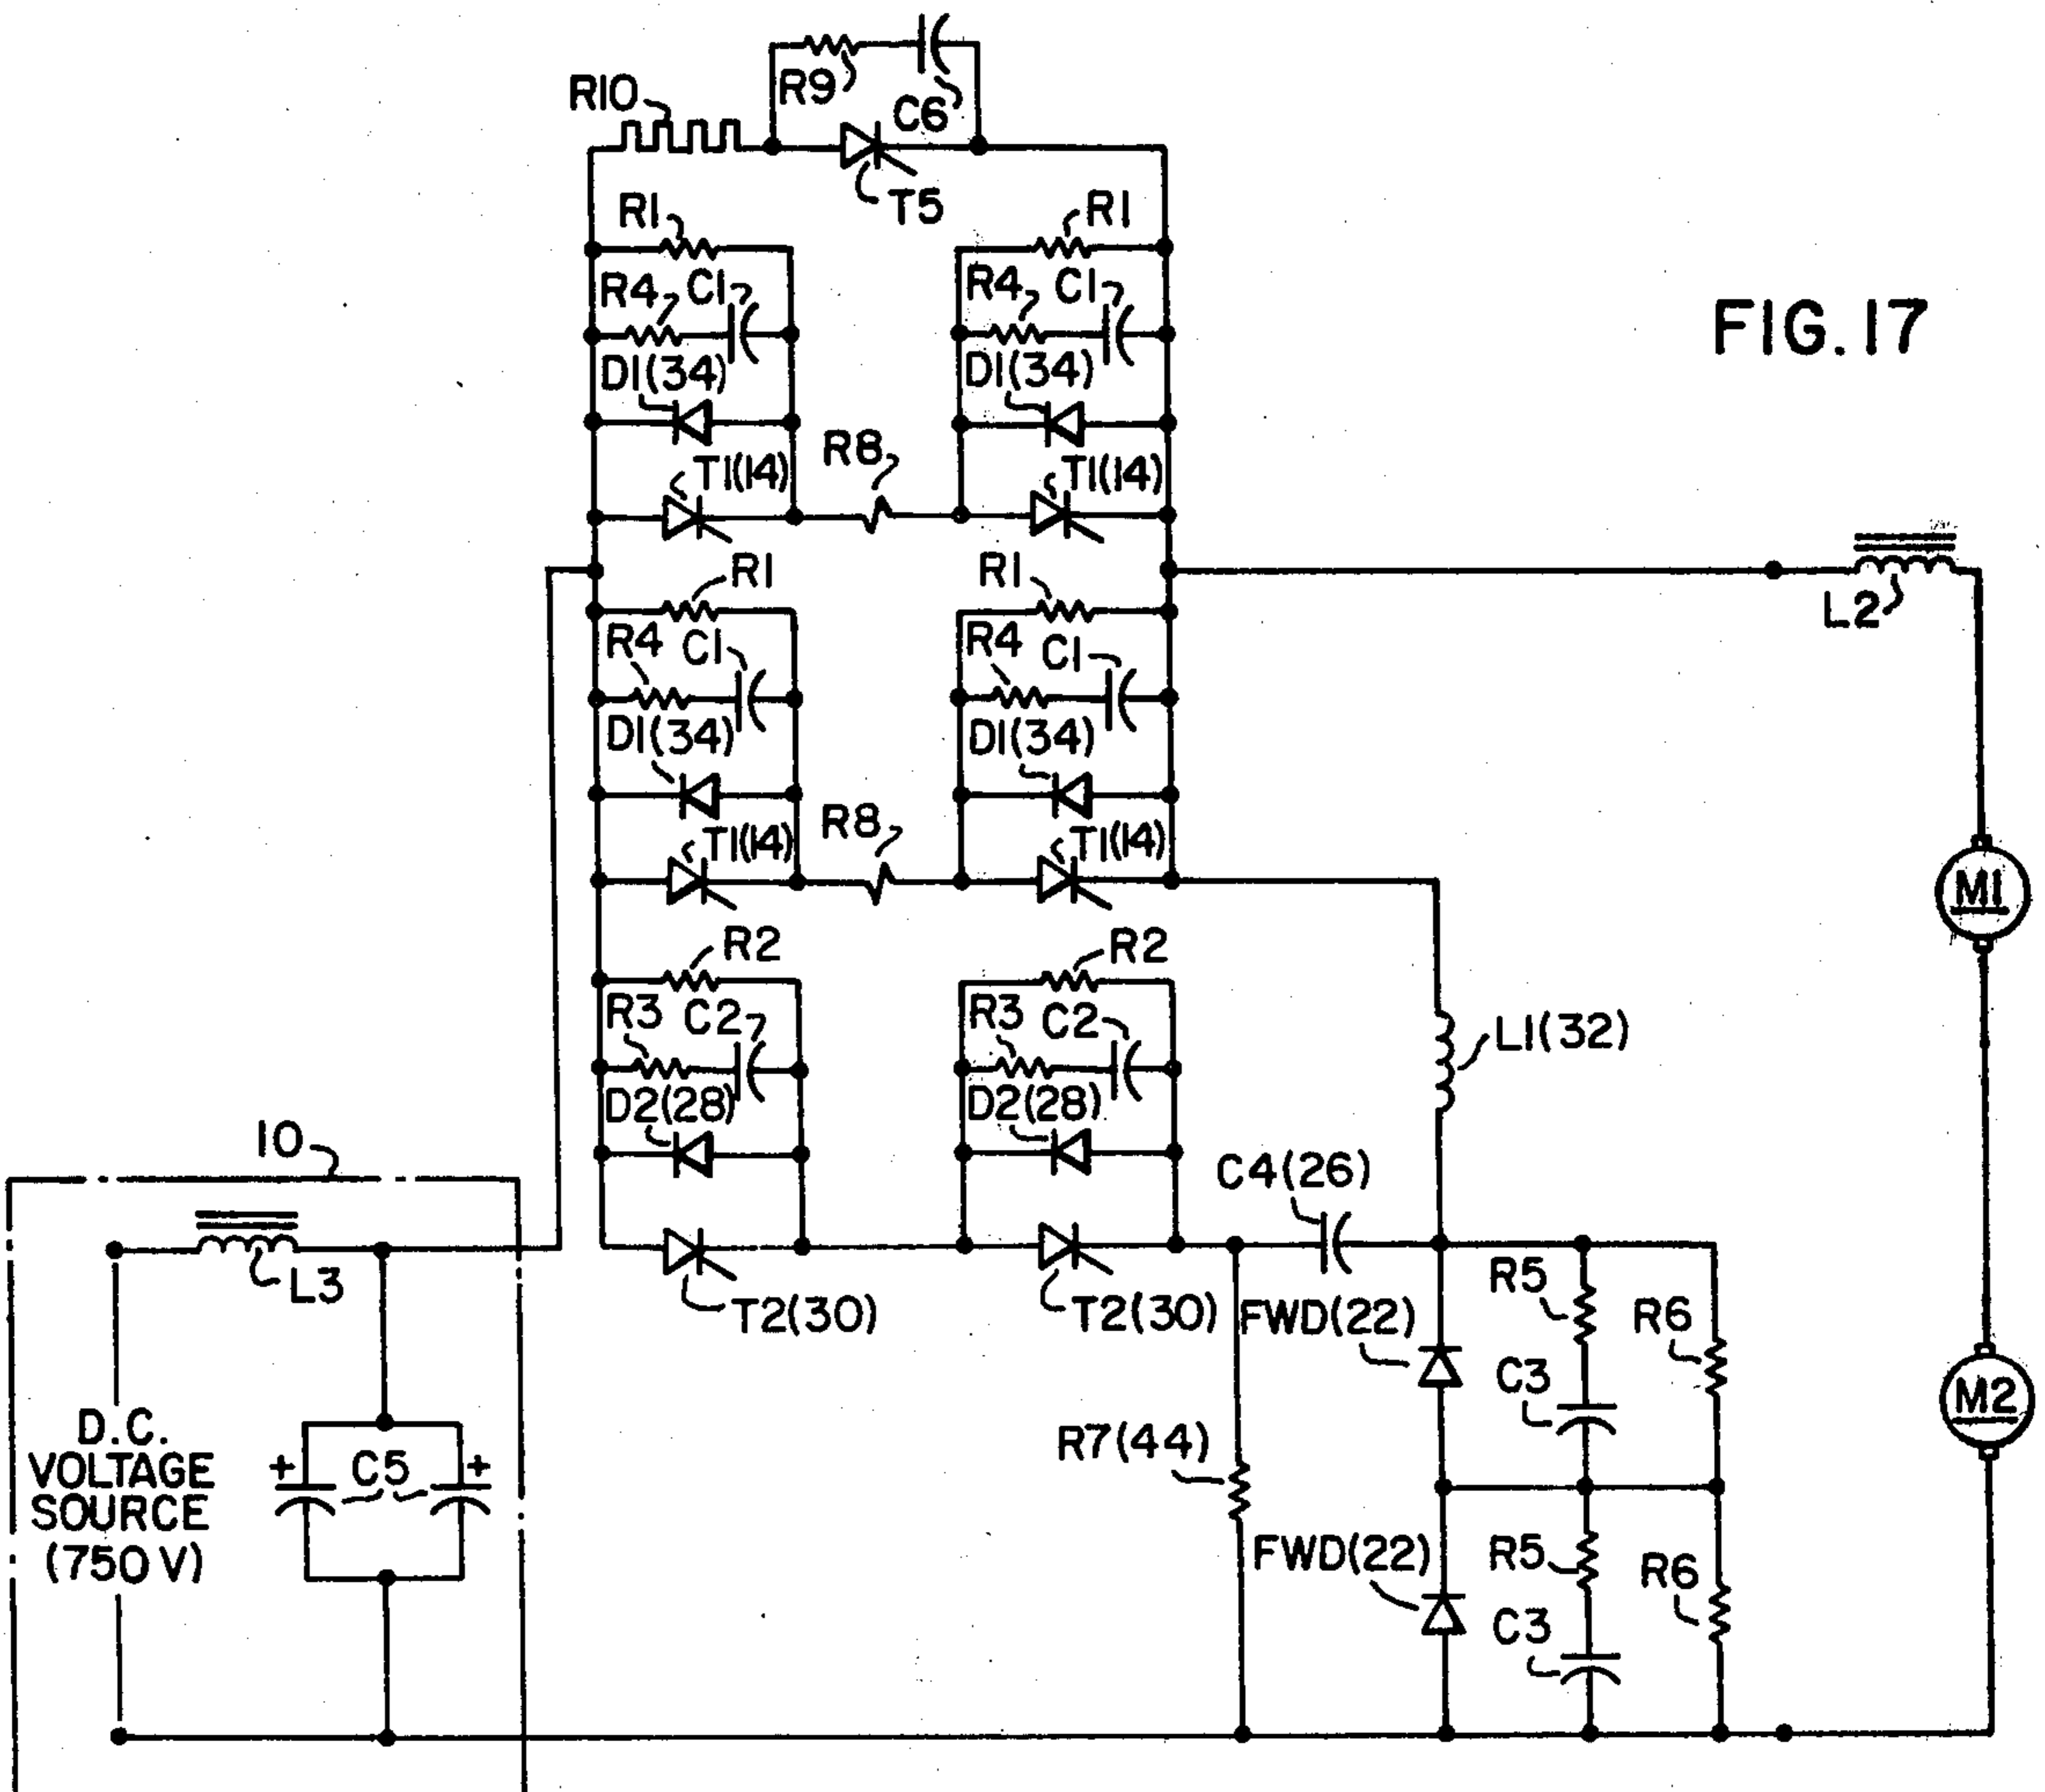 R9
R10
C6
T5
R1
R1
R4
C1
R4
C1
FIG. 17
D1(34)
D1(34)
R8
T1(14)
T1(14)
R1
R1
L2
R4
C1
R4
C1
D1(34)
D1(34)
R8
T1(14)
T1(14)
M1
R2
R2
R3
C2
R3
C2
L1(32)
D2(28)
D2(28)
10
C4(26)
L3
T2(30)
T2(30)
FWD(22)
R5
R6
C3
M2
D.C.
VOLTAGE
SOURCE
(750 V)
+
C5
+
R7(44)
FWD(22)
R5
R6
C3